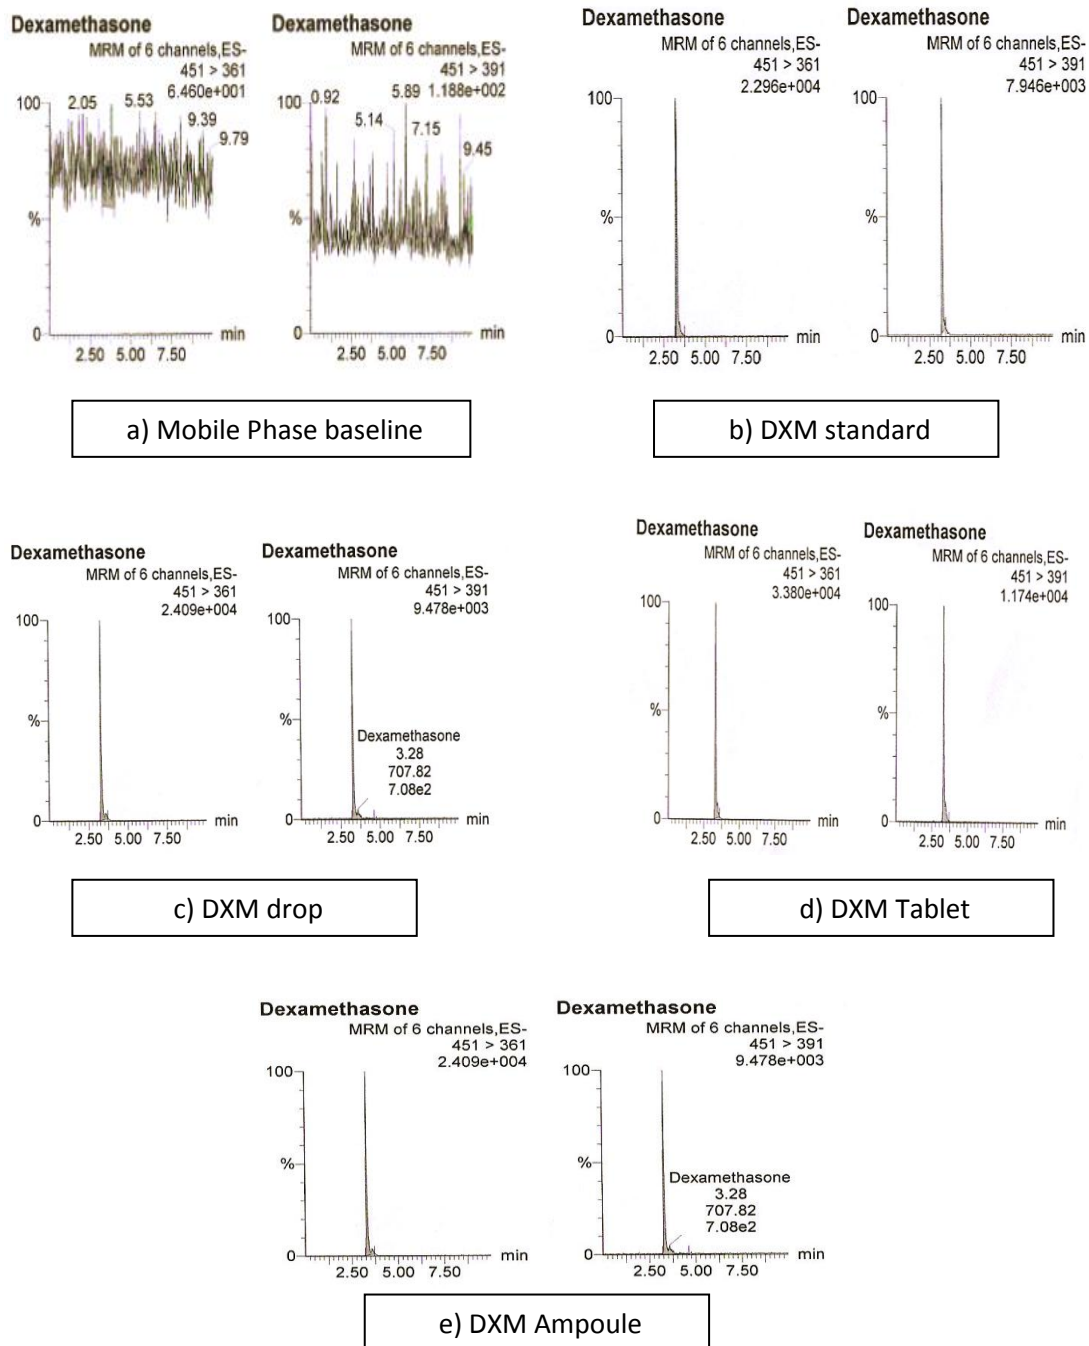 Dexamethasone
MRM of 6 channels,ES-
451 > 361
6.460e+001
2.05
5.53
9.39
9.79
100
%
0
min
2.50 5.00 7.50
Dexamethasone
MRM of 6 channels,ES-
451 > 391
1.188e+002
0.92
5.89
5.14
7.15
9.45
100
%
0
min
2.50 5.00 7.50
a) Mobile Phase baseline
Dexamethasone
MRM of 6 channels,ES-
451 > 361
2.296e+004
100
%
0
min
2.50 5.00 7.50
Dexamethasone
MRM of 6 channels,ES-
451 > 391
7.946e+003
100
%
0
min
2.50 5.00 7.50
b) DXM standard
Dexamethasone
MRM of 6 channels,ES-
451 > 361
2.409e+004
100
%
0
min
2.50 5.00 7.50
Dexamethasone
MRM of 6 channels,ES-
451 > 391
9.478e+003
100
%
Dexamethasone
3.28
707.82
7.08e2
0
min
2.50 5.00 7.50
c) DXM drop
Dexamethasone
MRM of 6 channels,ES-
451 > 361
3.380e+004
100
%
0
min
2.50 5.00 7.50
Dexamethasone
MRM of 6 channels,ES-
451 > 391
1.174e+004
100
%
0
min
2.50 5.00 7.50
d) DXM Tablet
Dexamethasone
MRM of 6 channels,ES-
451 > 361
2.409e+004
100
%
0
min
2.50 5.00 7.50
Dexamethasone
MRM of 6 channels,ES-
451 > 391
9.478e+003
100
%
Dexamethasone
3.28
707.82
7.08e2
0
min
2.50 5.00 7.50
e) DXM Ampoule